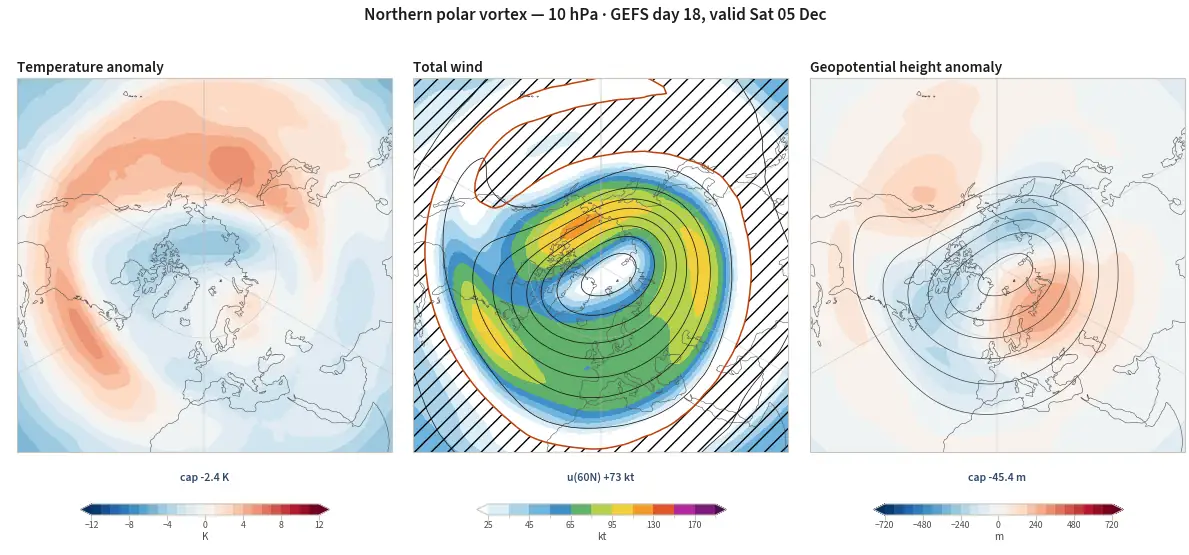 Northern polar vortex — 10 hPa · GEFS day 18, valid Sat 05 Dec
Temperature anomaly
Total wind
Geopotential height anomaly
cap -2.4 K
u(60N) +73 kt
cap -45.4 m
−12 −8 −4 0 4 8 12
K
25 45 65 95 130 170
kt
−720 −480 −240 0 240 480 720
m